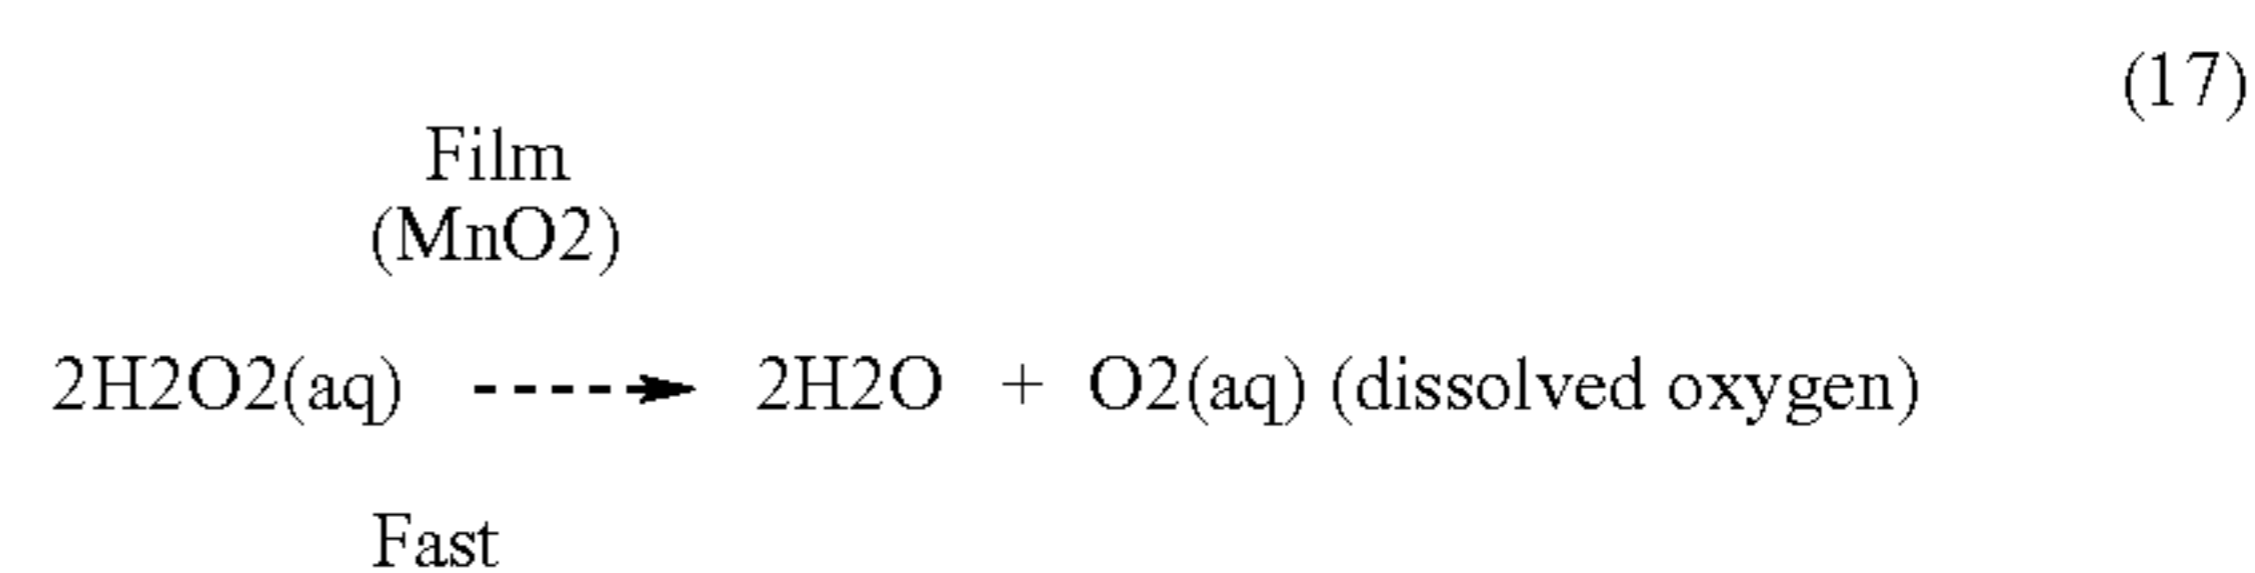 (17)
Film
(MnO2)
2H2O2(aq) ----> 2H2O + O2(aq) (dissolved oxygen)
Fast